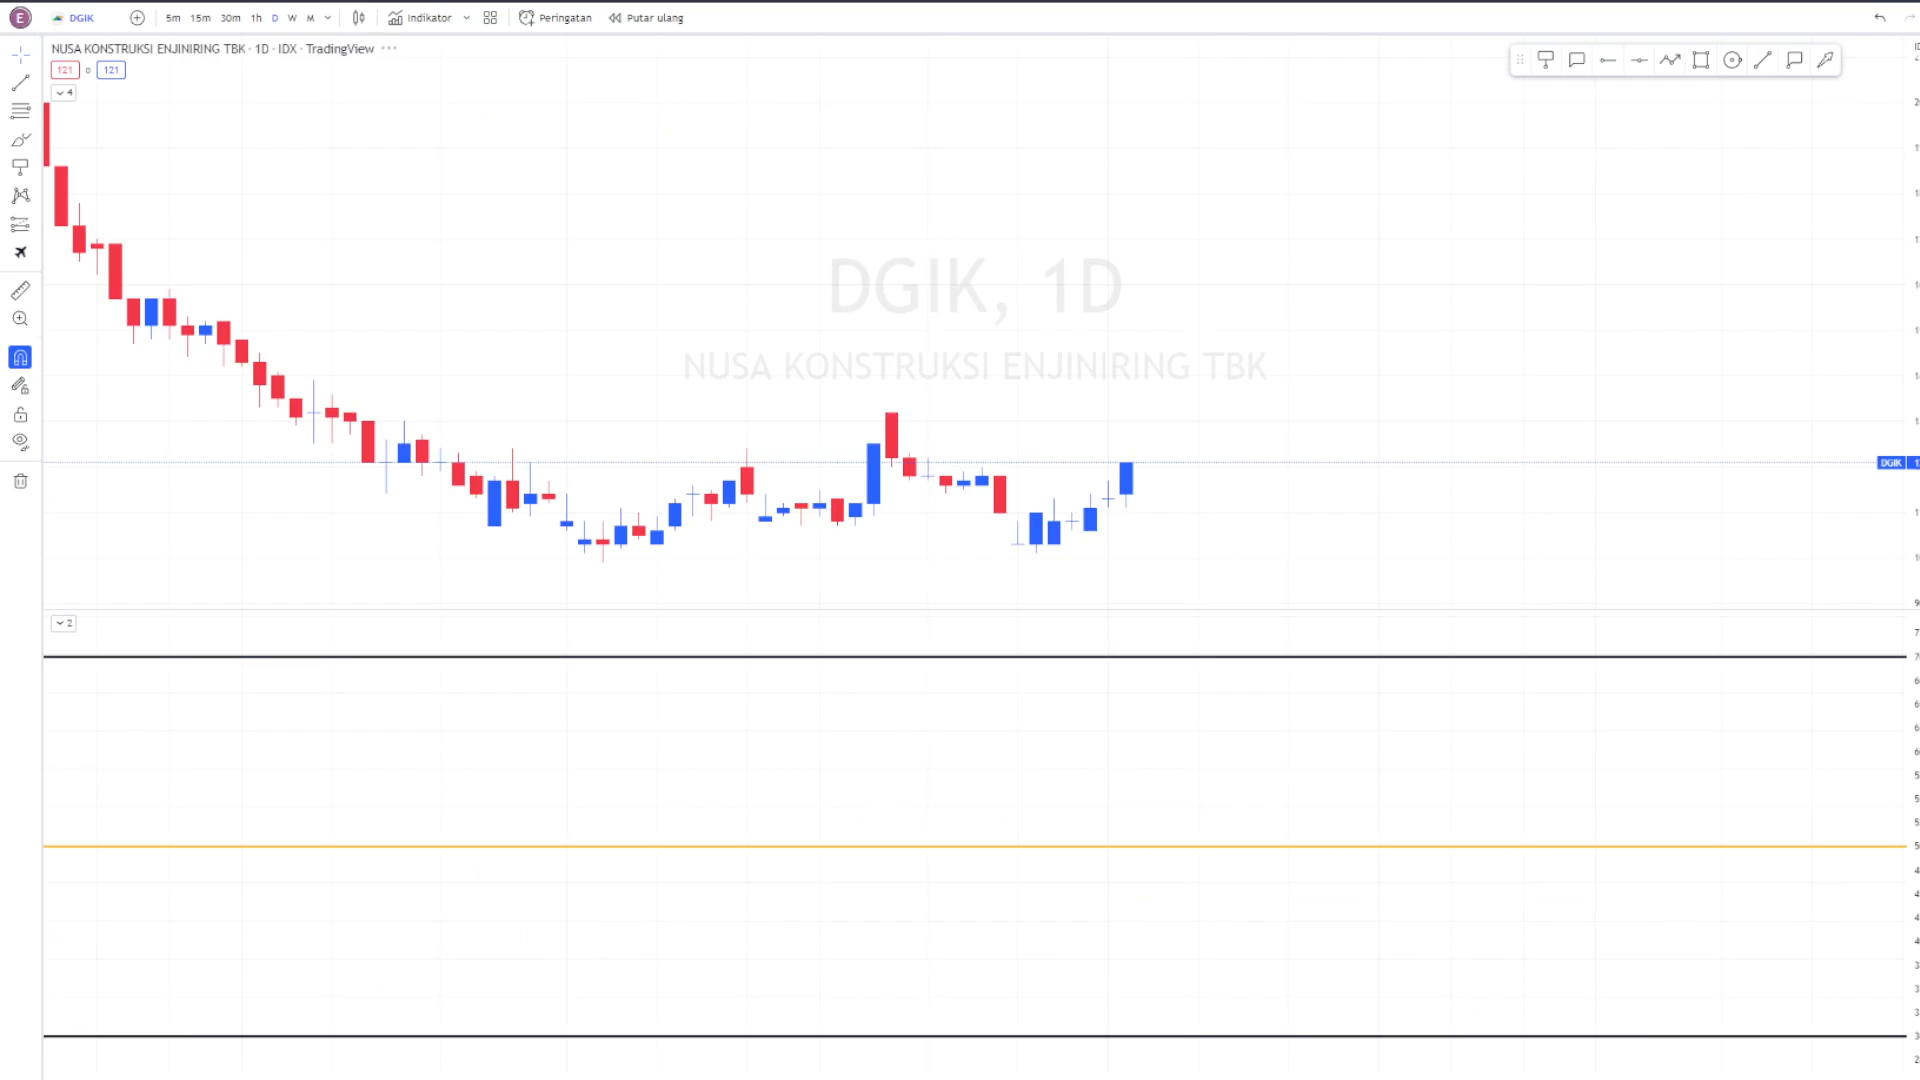 E DGIK 5m 15m 30m 1h D W M Indikator Peringatan Putar ulang
NUSA KONSTRUKSI ENJINIRING TBK · 1D · IDX · TradingView
121 0 121
4
DGIK, 1D
NUSA KONSTRUKSI ENJINIRING TBK
DGIK
2